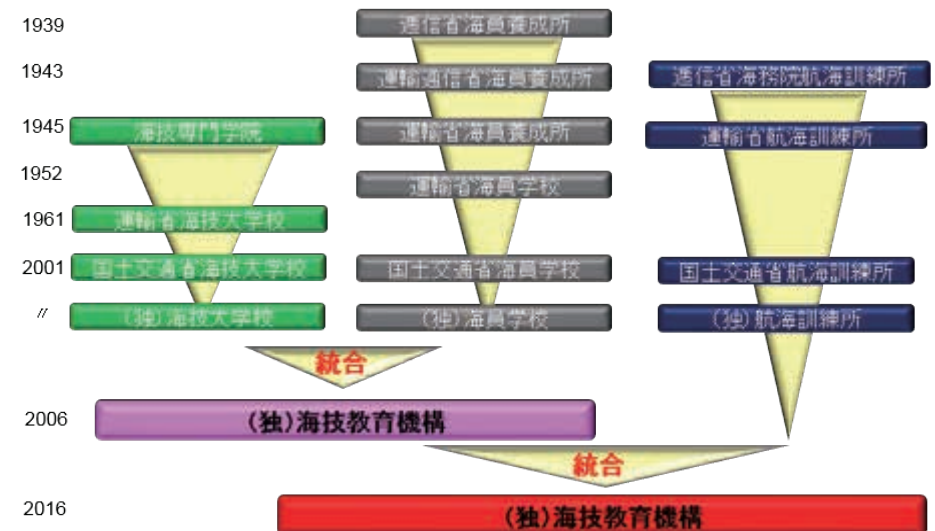 1939
逓信省海員養成所
1943
運輸通信省海員養成所
逓信省海務院航海訓練所
1945
海技専門学院
運輸省海員養成所
運輸省航海訓練所
1952
運輸省海員学校
1961
運輸省海技大学校
2001
国土交通省海技大学校
国土交通省海員学校
国土交通省航海訓練所
〃
(独)海技大学校
(独)海員学校
(独)航海訓練所
統合
2006
(独)海技教育機構
統合
2016
(独)海技教育機構